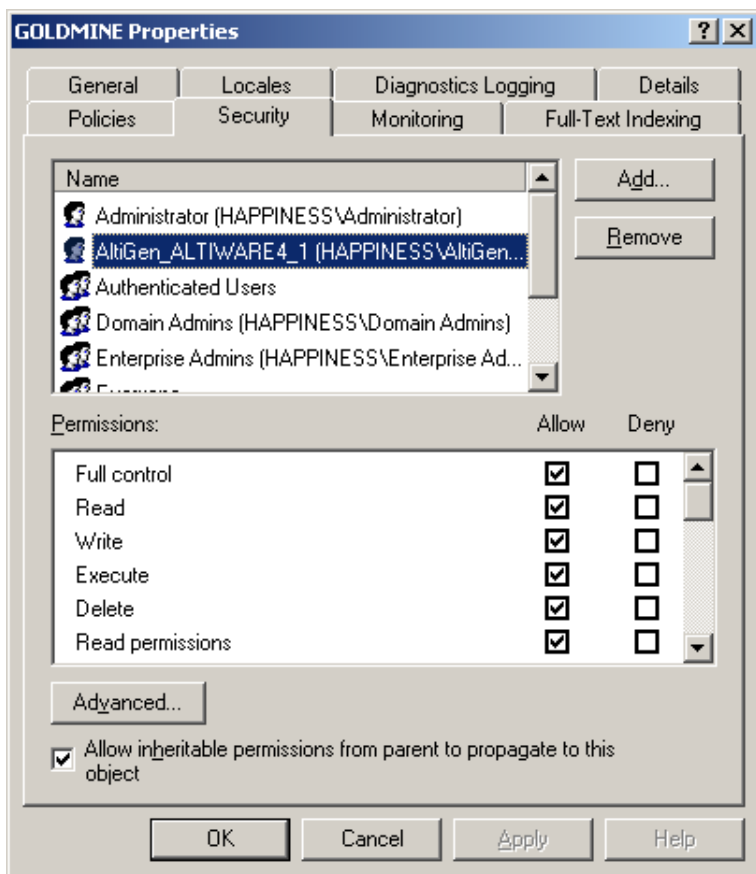 GOLDMINE Properties
General Locales Diagnostics Logging Details
Policies Security Monitoring Full-Text Indexing
Name
Administrator (HAPPINESS\Administrator)
AltiGen_ALTIWARE4_1 (HAPPINESS\AltiGen...
Authenticated Users
Domain Admins (HAPPINESS\Domain Admins)
Enterprise Admins (HAPPINESS\Enterprise Ad...
Add...
Remove
Permissions: Allow Deny
Full control
Read
Write
Execute
Delete
Read permissions
Advanced...
Allow inheritable permissions from parent to propagate to this
object
OK Cancel Apply Help